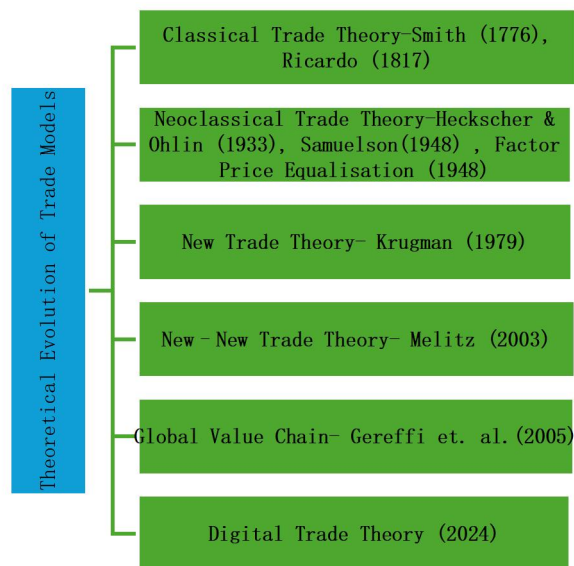 Theoretical Evolution of Trade Models
Classical Trade Theory-Smith (1776),
Ricardo (1817)
Neoclassical Trade Theory-Heckscher &
Ohlin (1933), Samuelson(1948) , Factor
Price Equalisation (1948)
New Trade Theory- Krugman (1979)
New–New Trade Theory- Melitz (2003)
Global Value Chain- Gereffi et. al.(2005)
Digital Trade Theory (2024)